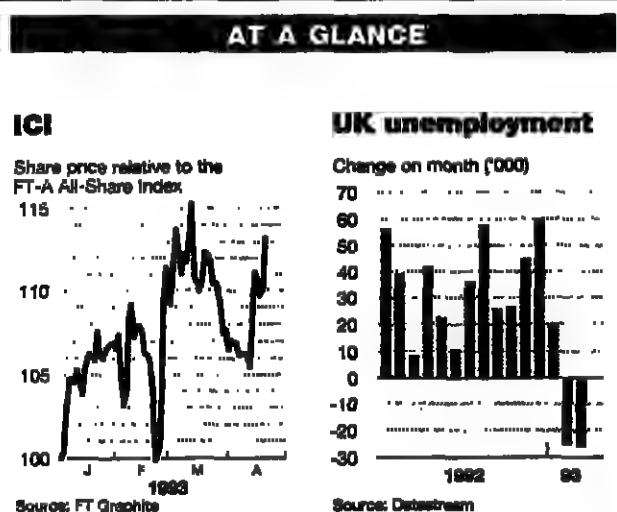 AT A GLANCE
ICI
Share price relative to the
FT-A All-Share Index
115
110
105
100
J F M A
1993
Source: FT Graphite
UK unemployment
Change on month ('000)
70
60
50
40
30
20
10
0
-10
-20
-30
1992 93
Source: Datastream